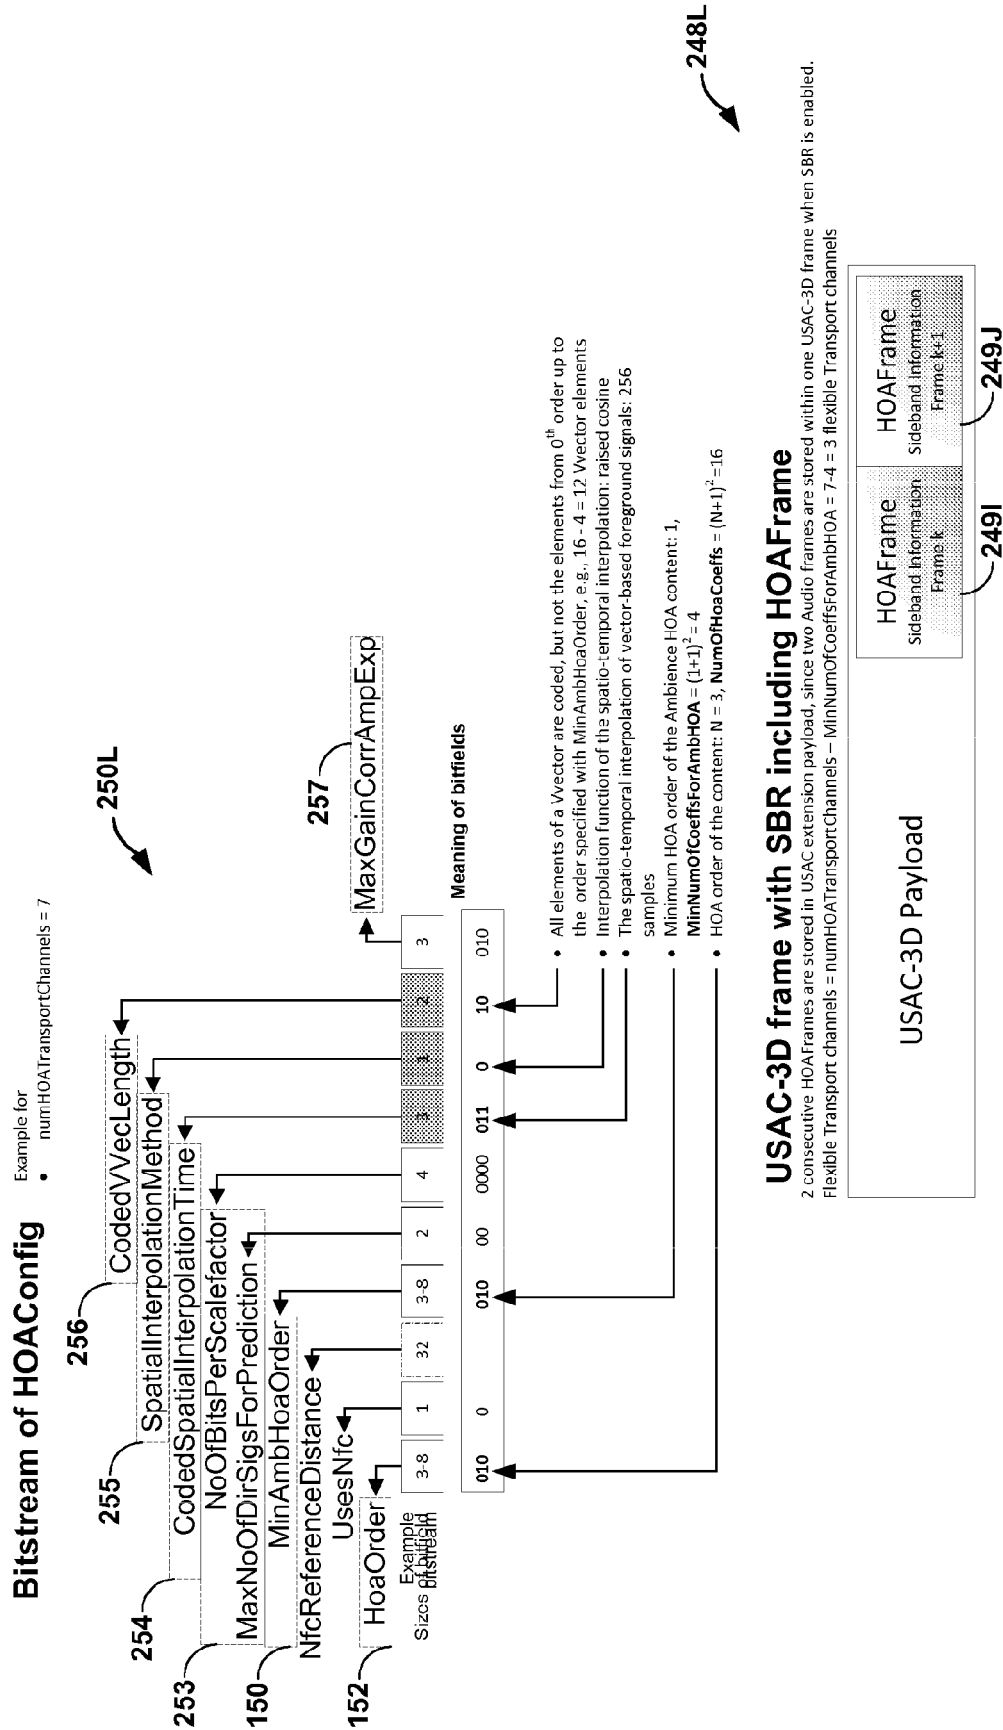 Bitstream of HOAConfig
Example for
• numHOATransportChannels = 7
250L
256
CodedVVecLength
255
SpatialInterpolationMethod
254
CodedSpatialInterpolationTime
253
NoOfBitsPerScalefactor
MaxNoOfDirSigsForPrediction
150
MinAmbHoaOrder
NfcReferenceDistance
UsesNfc
152
HoaOrder
257
MaxGainCorrAmpExp
Sizes of bitfield
3-8 1 32 3-8 2 4 3 1 2 3
Example
bitstream
010 0 010 00 0000 011 0 10 010
Meaning of bitfields
• All elements of a Vvector are coded, but not the elements from 0th order up to
the order specified with MinAmbHoaOrder, e.g., 16 - 4 = 12 Vvector elements
• Interpolation function of the spatio-temporal interpolation: raised cosine
• The spatio-temporal interpolation of vector-based foreground signals: 256
samples
• Minimum HOA order of the Ambience HOA content: 1,
MinNumOfCoeffsForAmbHOA = (1+1)² = 4
• HOA order of the content: N = 3, NumOfHoaCoeffs = (N+1)² =16
248L
USAC-3D frame with SBR including HOAFrame
2 consecutive HOAFrames are stored in USAC extension payload, since two Audio frames are stored within one USAC-3D frame when SBR is enabled.
Flexible Transport channels = numHOATransportChannels – MinNumOfCoeffsForAmbHOA = 7-4 = 3 flexible Transport channels
USAC-3D Payload
HOAFrame
Sideband Information
Frame k
HOAFrame
Sideband Information
Frame k+1
249I
249J